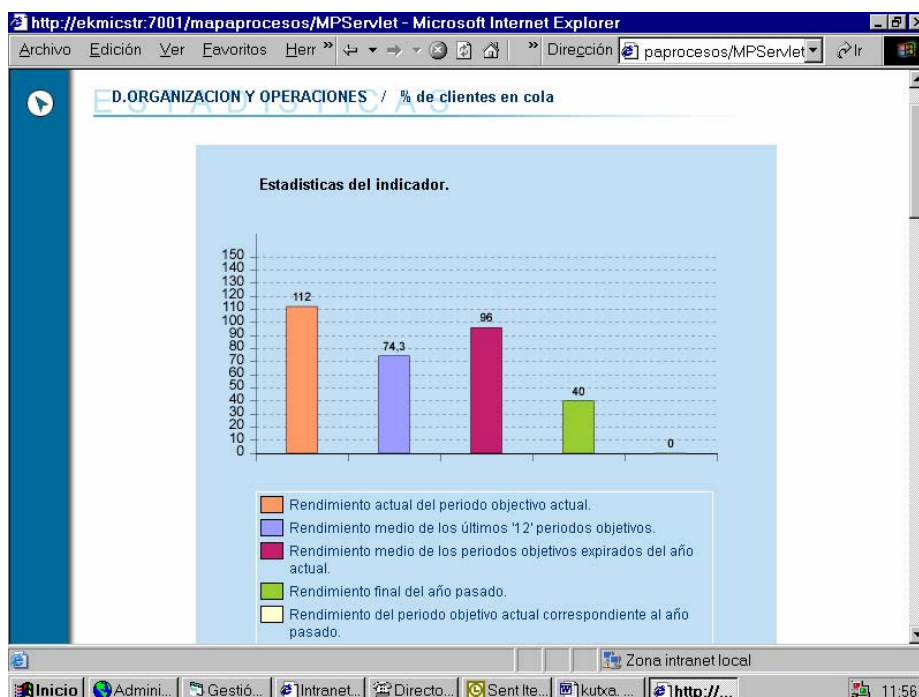 http://ekmicstr:7001/mapaprocesos/MPServlet - Microsoft Internet Explorer
Archivo Edición Ver Favoritos Herr » » Dirección paprocesos/MPServlet Ir
ESTADISTICAS
D.ORGANIZACION Y OPERACIONES / % de clientes en cola
Estadisticas del indicador.
150
140
130
120
110
100
90
80
70
60
50
40
30
20
10
0
112
74,3
96
40
0
Rendimiento actual del periodo objectivo actual.
Rendimiento medio de los últimos '12' periodos objetivos.
Rendimiento medio de los periodos objetivos expirados del año
actual.
Rendimiento final del año pasado.
Rendimiento del periodo objetivo actual correspondiente al año
pasado.
Zona intranet local
Inicio Admini... Gestió... Intranet... Directo... Sent Ite... kutxa. ... http://... 11:55